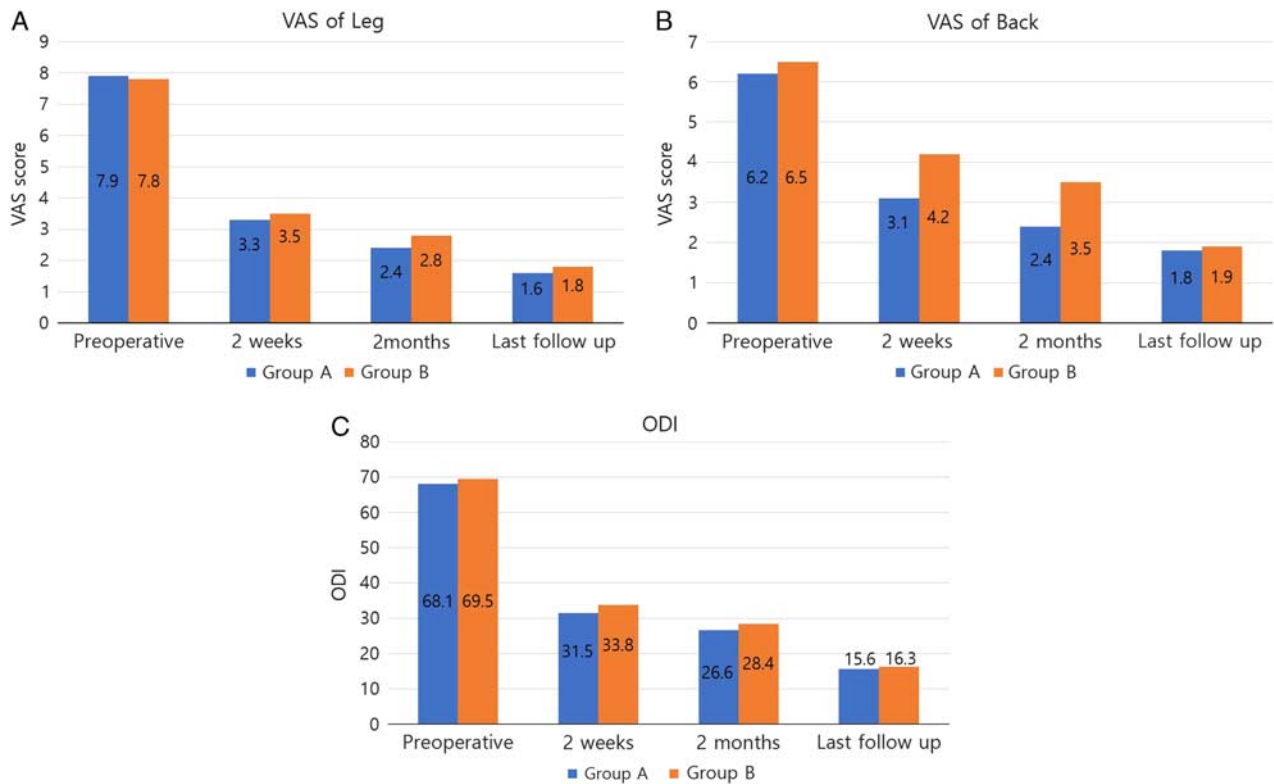 A
VAS of Leg
9
8
7
6
5
4
3
2
1
0
VAS score
7.9
7.8
3.3
3.5
2.4
2.8
1.6
1.8
Preoperative
2 weeks
2months
Last follow up
Group A
Group B
B
VAS of Back
7
6
5
4
3
2
1
0
VAS score
6.2
6.5
3.1
4.2
2.4
3.5
1.8
1.9
Preoperative
2 weeks
2 months
Last follow up
Group A
Group B
C
ODI
80
70
60
50
40
30
20
10
0
ODI
68.1
69.5
31.5
33.8
26.6
28.4
15.6
16.3
Preoperative
2 weeks
2 months
Last follow up
Group A
Group B